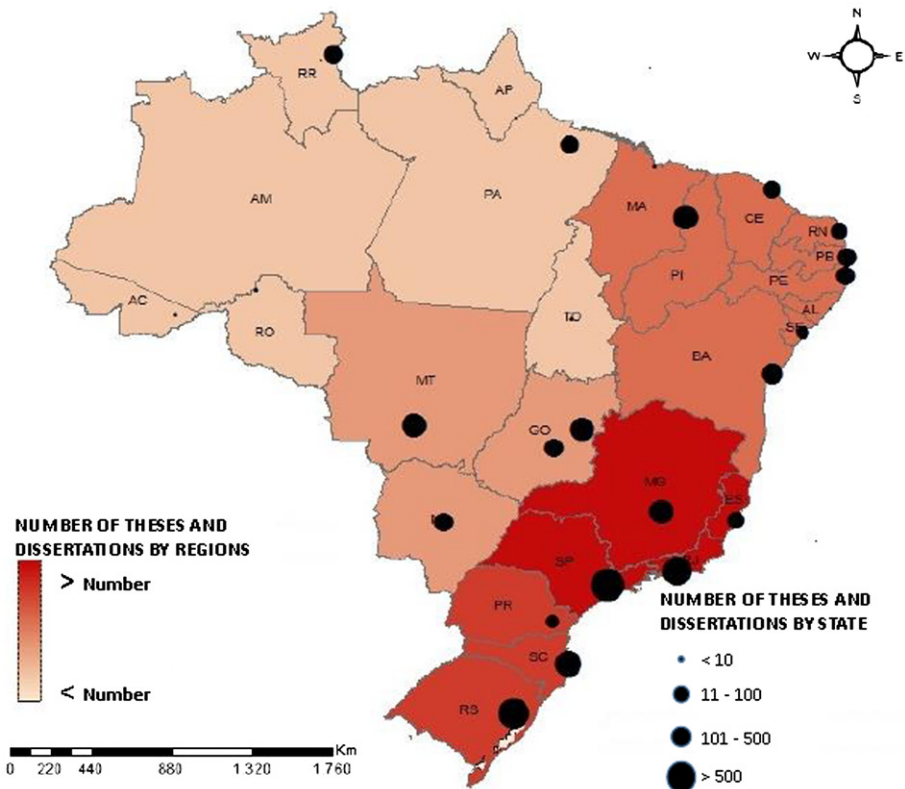 N
W E
S
RR
AP
AM
PA
MA
CE
RN
PB
PI
PE
AC
AL
RO
TO
SE
BA
MT
GO
MG
ES
SP
RJ
PR
SC
RS
NUMBER OF THESES AND
DISSERTATIONS BY REGIONS
> Number
< Number
NUMBER OF THESES AND
DISSERTATIONS BY STATE
< 10
11 - 100
101 - 500
> 500
Km
0 220 440 880 1 320 1 760